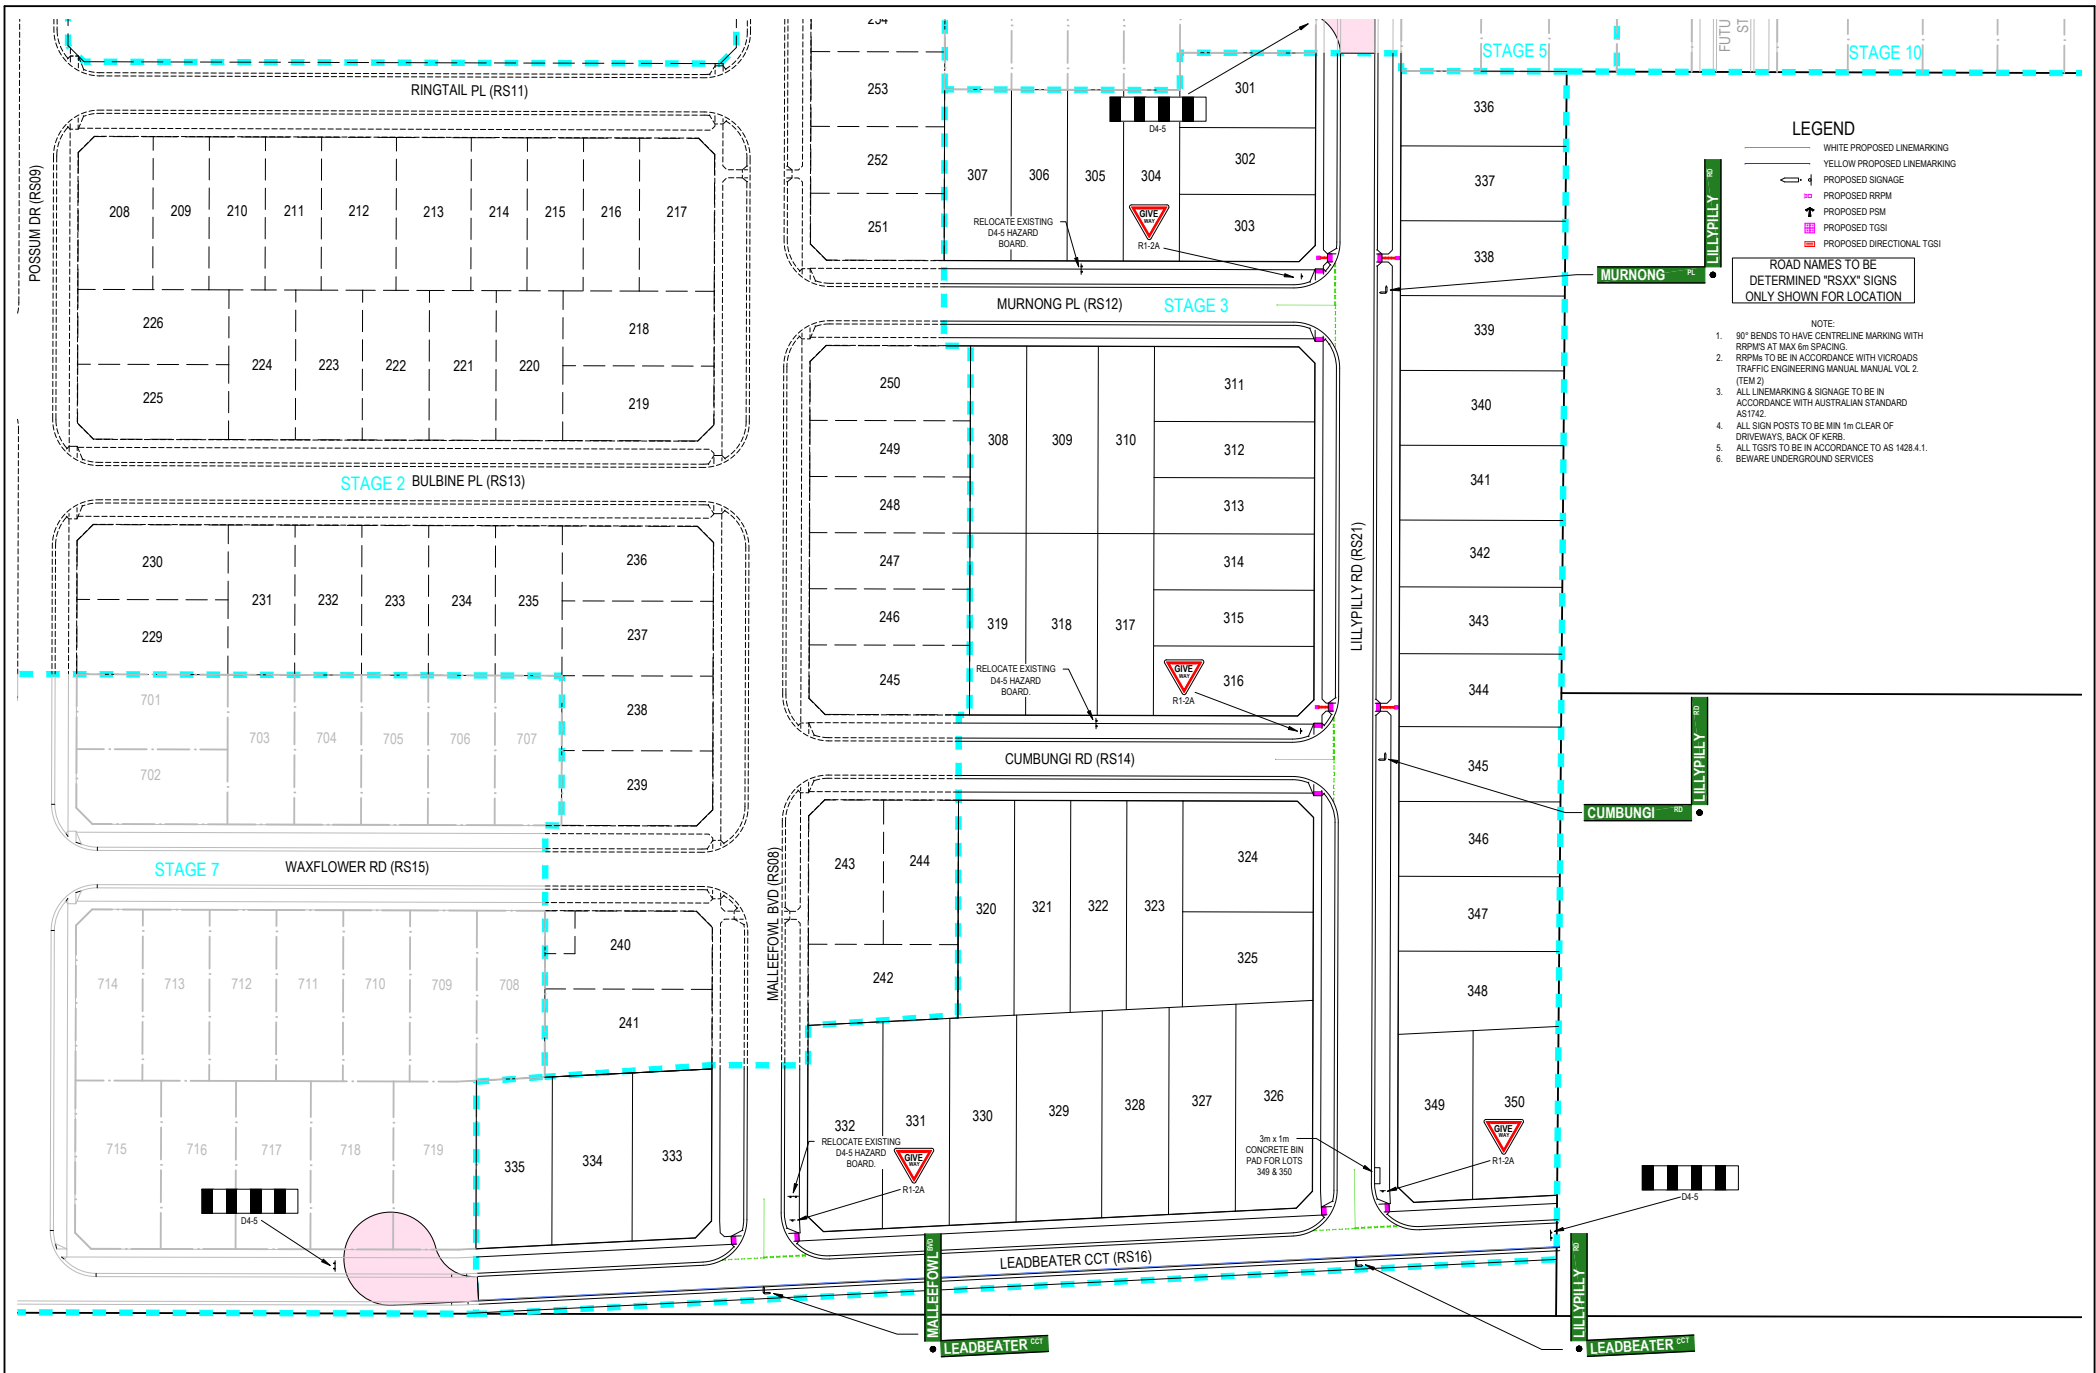 254
253
252
251
301
302
303
304
305
306
307
D4-5
STAGE 5
FUTU
ST
STAGE 10
RINGTAIL PL (RS11)
POSSUM DR (RS09)
208
209
210
211
212
213
214
215
216
217
226
225
224
223
222
221
220
218
219
RELOCATE EXISTING
D4-5 HAZARD
BOARD.
GIVE
WAY
R1-2A
MURNONG PL (RS12)
STAGE 3
336
337
338
339
340
341
342
343
344
345
346
347
348
349
350
LEGEND
WHITE PROPOSED LINEMARKING
YELLOW PROPOSED LINEMARKING
PROPOSED SIGNAGE
PROPOSED RRPM
PROPOSED PSM
PROPOSED TGSI
PROPOSED DIRECTIONAL TGSI
LILLYPILLY RD
MURNONG PL
ROAD NAMES TO BE
DETERMINED "RSXX" SIGNS
ONLY SHOWN FOR LOCATION
NOTE:
1. 90° BENDS TO HAVE CENTRELINE MARKING WITH
RRPM'S AT MAX 6m SPACING.
2. RRPMs TO BE IN ACCORDANCE WITH VICROADS
TRAFFIC ENGINEERING MANUAL MANUAL VOL 2.
(TEM 2)
3. ALL LINEMARKING & SIGNAGE TO BE IN
ACCORDANCE WITH AUSTRALIAN STANDARD
AS1742.
4. ALL SIGN POSTS TO BE MIN 1m CLEAR OF
DRIVEWAYS, BACK OF KERB.
5. ALL TGSI'S TO BE IN ACCORDANCE TO AS 1428.4.1.
6. BEWARE UNDERGROUND SERVICES
STAGE 2
BULBINE PL (RS13)
250
249
248
247
246
245
308
309
310
311
312
313
314
315
316
317
318
319
LILLYPILLY RD (RS21)
230
229
231
232
233
234
235
236
237
238
239
701
702
703
704
705
706
707
RELOCATE EXISTING
D4-5 HAZARD
BOARD.
GIVE
WAY
R1-2A
CUMBUNGI RD (RS14)
LILLYPILLY RD
CUMBUNGI RD
STAGE 7
WAXFLOWER RD (RS15)
MALLEEFOWL BVD (RS08)
243
244
242
320
321
322
323
324
325
714
713
712
711
710
709
708
240
241
715
716
717
718
719
335
334
333
332
331
330
329
328
327
326
RELOCATE EXISTING
D4-5 HAZARD
BOARD.
GIVE
WAY
R1-2A
3m x 1m
CONCRETE BIN
PAD FOR LOTS
349 & 350
GIVE
WAY
R1-2A
D4-5
D4-5
LEADBEATER CCT (RS16)
MALLEEFOWL BVD
LEADBEATER CCT
LILLYPILLY RD
LEADBEATER CCT